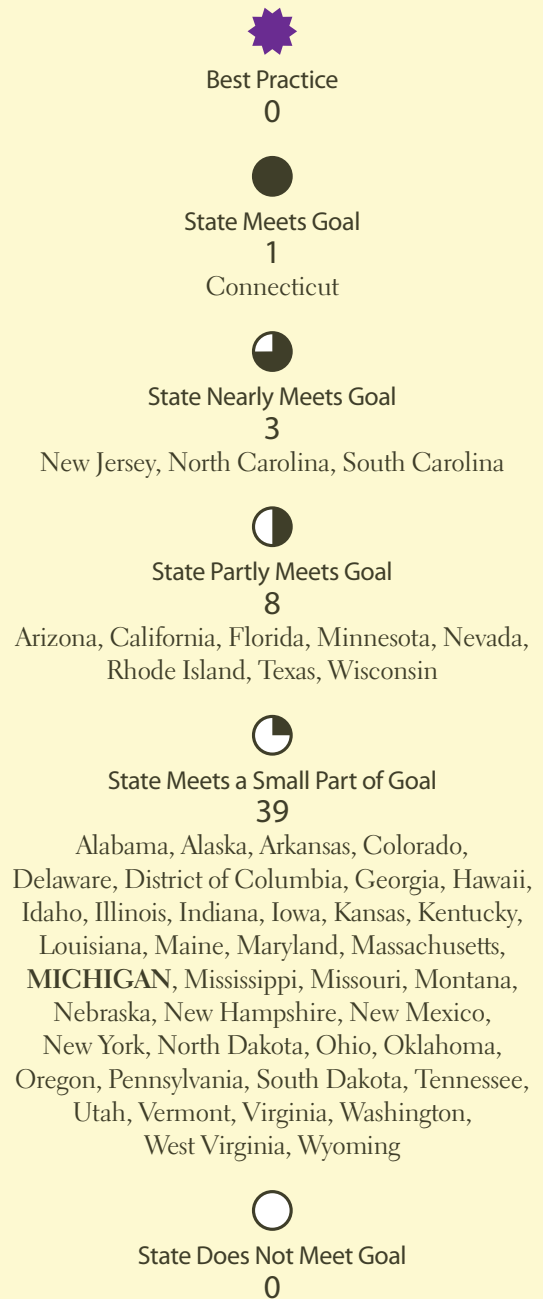 Best Practice
0
State Meets Goal
1
Connecticut
State Nearly Meets Goal
3
New Jersey, North Carolina, South Carolina
State Partly Meets Goal
8
Arizona, California, Florida, Minnesota, Nevada,
Rhode Island, Texas, Wisconsin
State Meets a Small Part of Goal
39
Alabama, Alaska, Arkansas, Colorado,
Delaware, District of Columbia, Georgia, Hawaii,
Idaho, Illinois, Indiana, Iowa, Kansas, Kentucky,
Louisiana, Maine, Maryland, Massachusetts,
MICHIGAN, Mississippi, Missouri, Montana,
Nebraska, New Hampshire, New Mexico,
New York, North Dakota, Ohio, Oklahoma,
Oregon, Pennsylvania, South Dakota, Tennessee,
Utah, Vermont, Virginia, Washington,
West Virginia, Wyoming
State Does Not Meet Goal
0